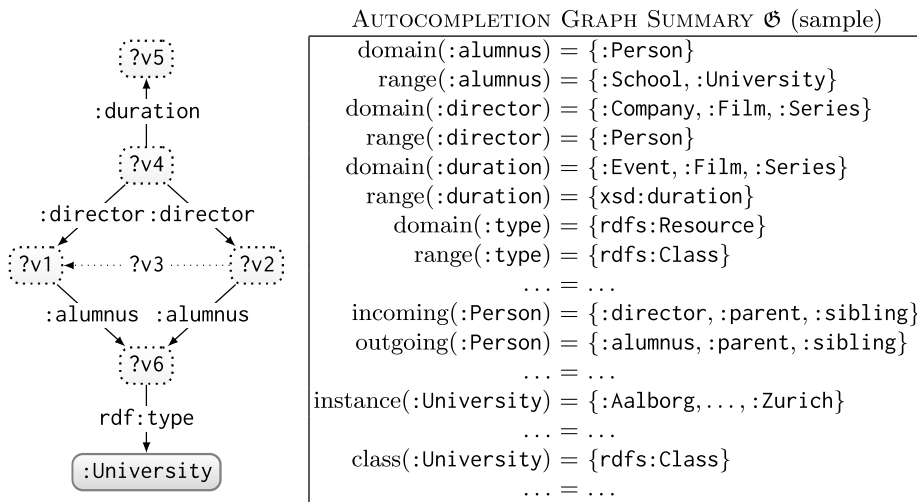 ?v5
:duration
?v4
:director :director
?v1 ?v3 ?v2
:alumnus :alumnus
?v6
rdf:type
:University
AUTOCOMPLETION GRAPH SUMMARY 𝔊 (sample)
domain(:alumnus) = {:Person}
range(:alumnus) = {:School, :University}
domain(:director) = {:Company, :Film, :Series}
range(:director) = {:Person}
domain(:duration) = {:Event, :Film, :Series}
range(:duration) = {xsd:duration}
domain(:type) = {rdfs:Resource}
range(:type) = {rdfs:Class}
... = ...
incoming(:Person) = {:director, :parent, :sibling}
outgoing(:Person) = {:alumnus, :parent, :sibling}
... = ...
instance(:University) = {:Aalborg, ..., :Zurich}
... = ...
class(:University) = {rdfs:Class}
... = ...